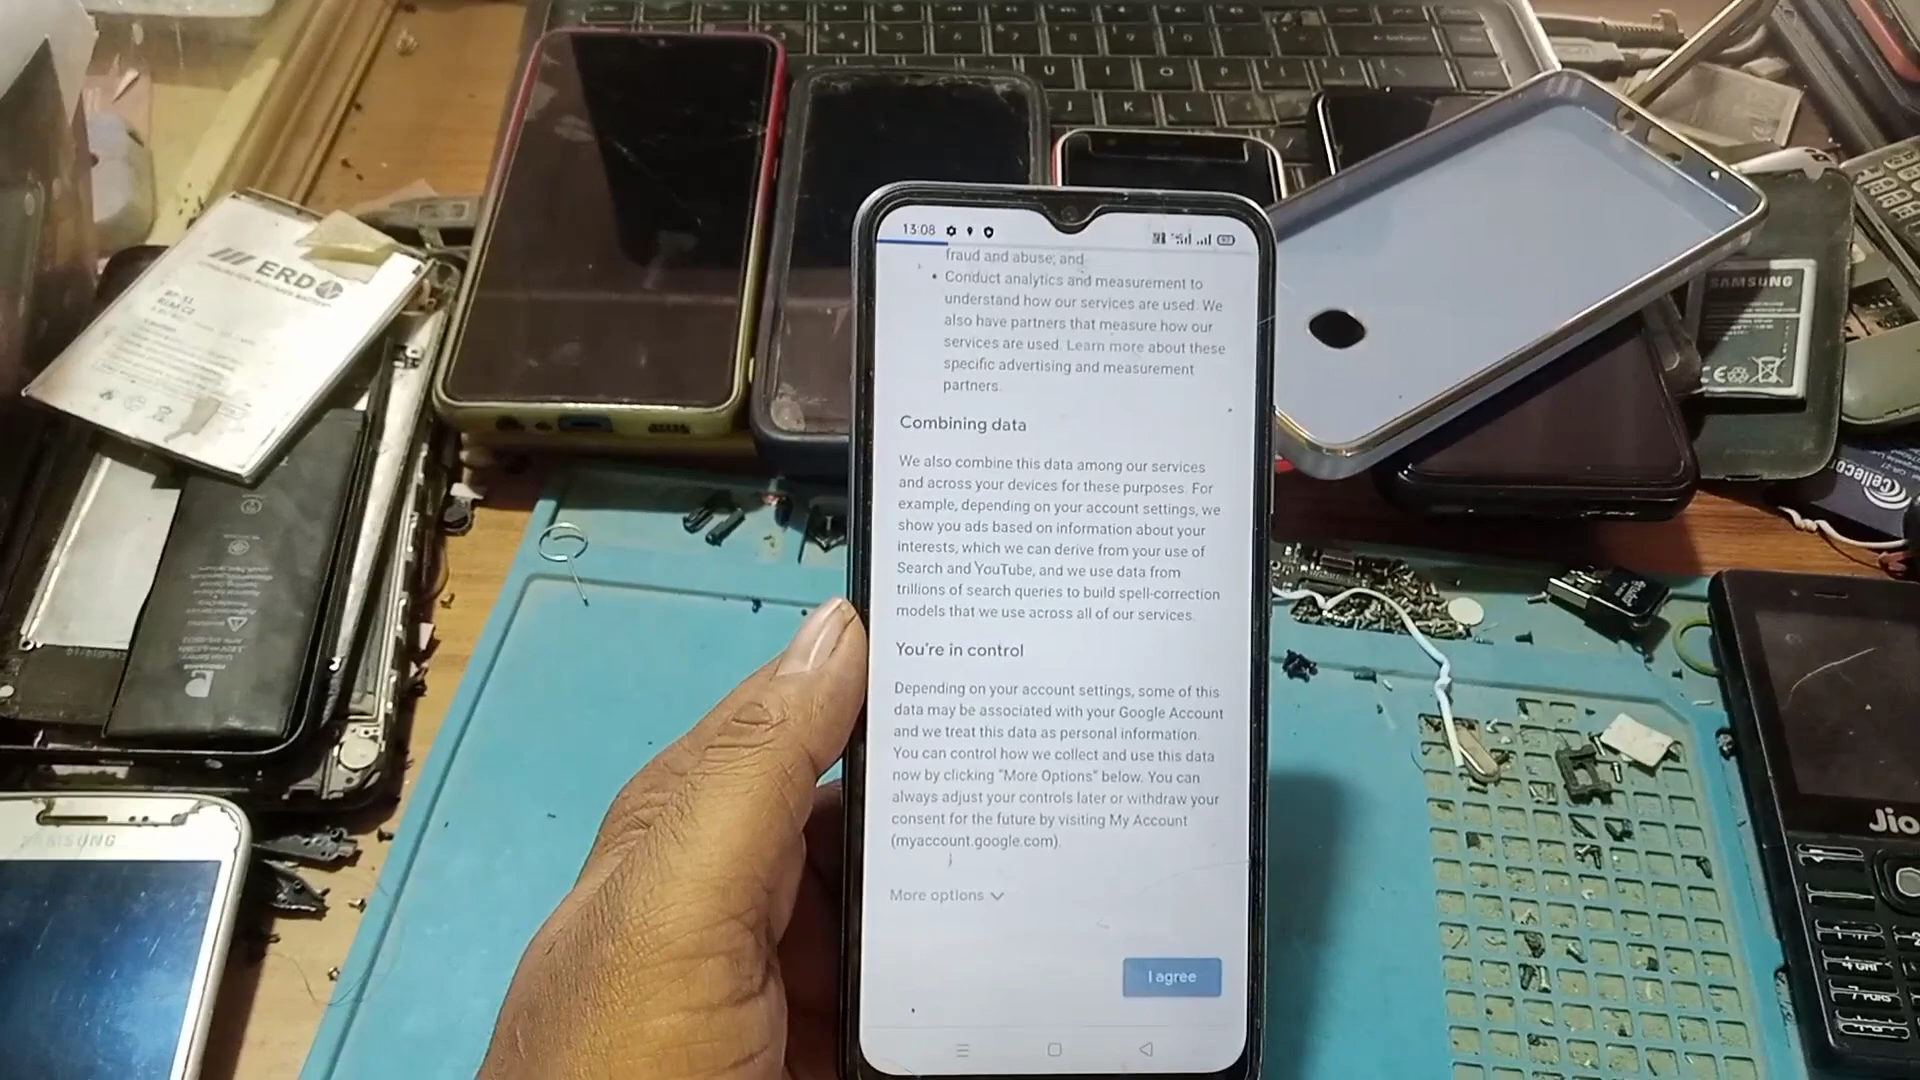 13:08
fraud and abuse; and
• Conduct analytics and measurement to
understand how our services are used. We
also have partners that measure how our
services are used. Learn more about these
specific advertising and measurement
partners.
Combining data
We also combine this data among our services
and across your devices for these purposes. For
example, depending on your account settings, we
show you ads based on information about your
interests, which we can derive from your use of
Search and YouTube, and we use data from
trillions of search queries to build spell-correction
models that we use across all of our services.
You're in control
Depending on your account settings, some of this
data may be associated with your Google Account
and we treat this data as personal information.
You can control how we collect and use this data
now by clicking "More Options" below. You can
always adjust your controls later or withdraw your
consent for the future by visiting My Account
(myaccount.google.com).
More options
I agree
ERD
SAMSUNG
SAMSUNG
Cellecor
Jio
U
I
O
P
J
K
L